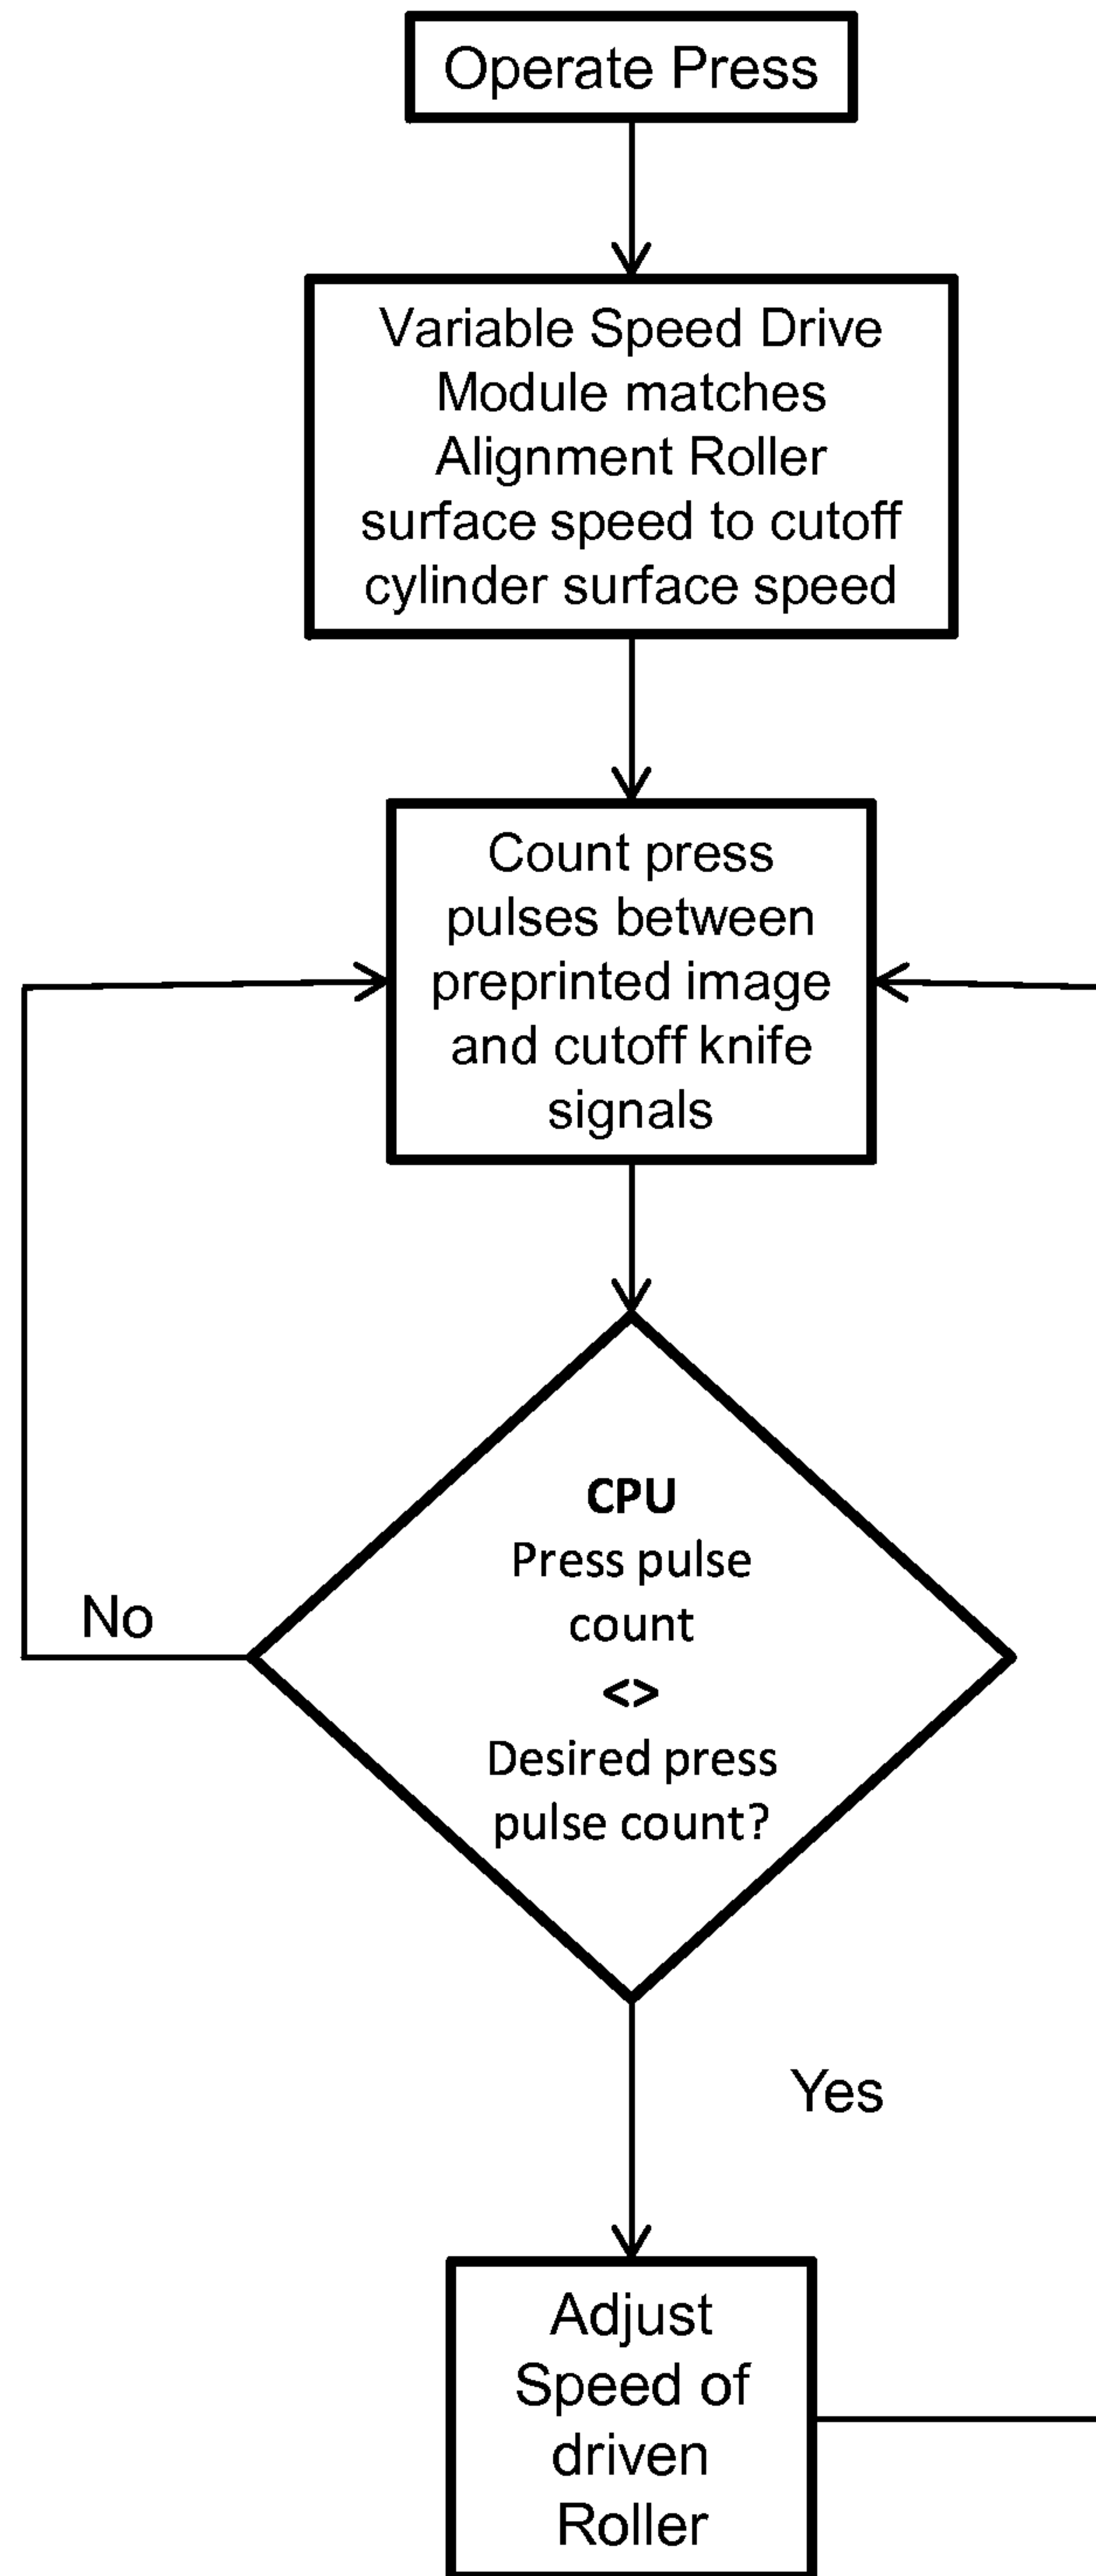 Operate Press
Variable Speed Drive
Module matches
Alignment Roller
surface speed to cutoff
cylinder surface speed
Count press
pulses between
preprinted image
and cutoff knife
signals
CPU
Press pulse
count
<>
Desired press
pulse count?
No
Yes
Adjust
Speed of
driven
Roller